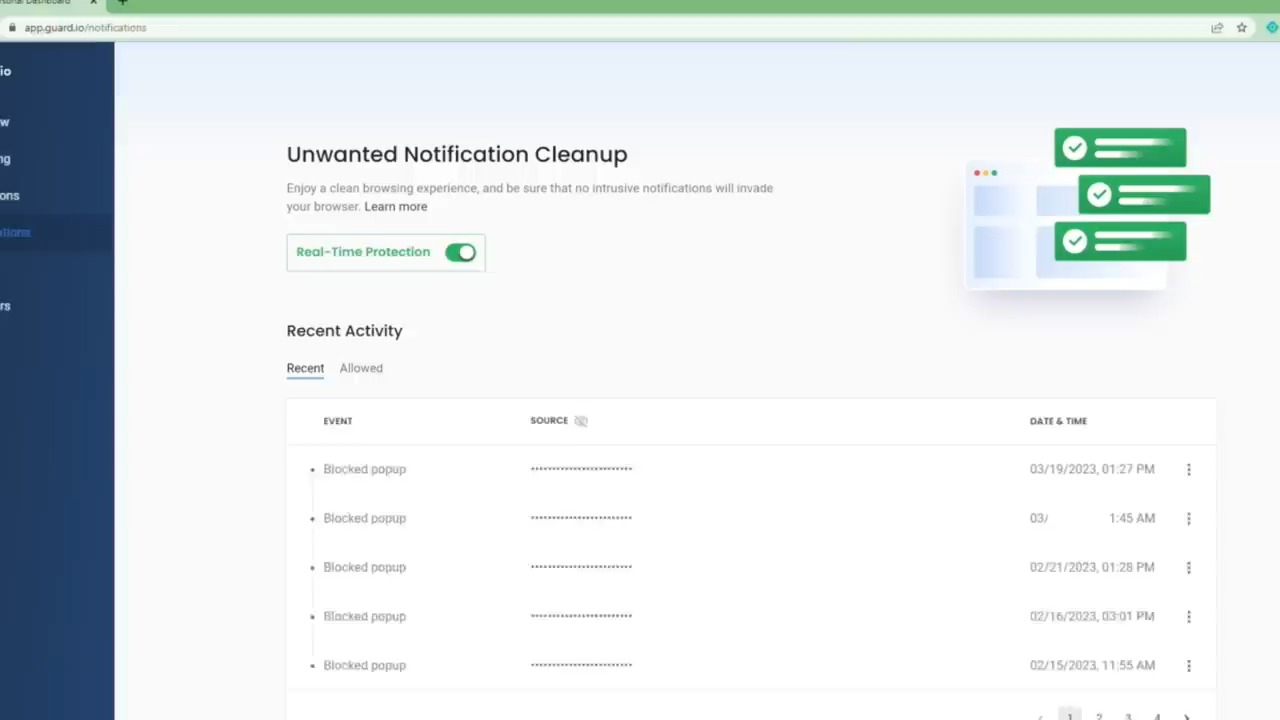 Dashboard
app.guard.io/notifications
io
Unwanted Notification Cleanup
Enjoy a clean browsing experience, and be sure that no intrusive notifications will invade
your browser. Learn more
Real-Time Protection
Recent Activity
Recent Allowed
EVENT SOURCE DATE & TIME
Blocked popup ••••••••••••••••••••••• 03/19/2023, 01:27 PM
Blocked popup ••••••••••••••••••••••• 03/ 1:45 AM
Blocked popup ••••••••••••••••••••••• 02/21/2023, 01:28 PM
Blocked popup ••••••••••••••••••••••• 02/16/2023, 03:01 PM
Blocked popup ••••••••••••••••••••••• 02/15/2023, 11:55 AM
1 2 3 4